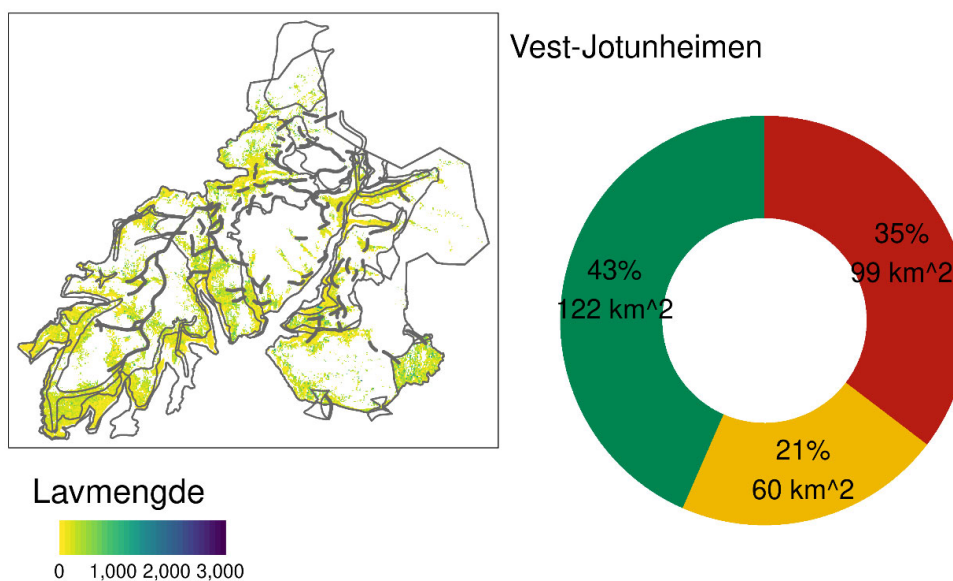 Vest-Jotunheimen
35%
99 km^2
43%
122 km^2
21%
60 km^2
Lavmengde
0 1,000 2,000 3,000